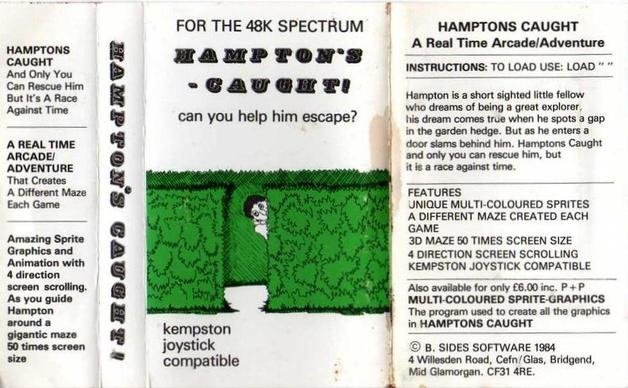 HAMPTONS
CAUGHT
And Only You
Can Rescue Him
But It's A Race
Against Time
A REAL TIME
ARCADE/
ADVENTURE
That Creates
A Different Maze
Each Game
Amazing Sprite
Graphics and
Animation with
4 direction
screen scrolling.
As you guide
Hampton
around a
gigantic maze
50 times screen
size
HAMPTON'S CAUGHT!
FOR THE 48K SPECTRUM
HAMPTON'S
- CAUGHT!
can you help him escape?
kempston
joystick
compatible
HAMPTONS CAUGHT
A Real Time Arcade/Adventure
INSTRUCTIONS: TO LOAD USE: LOAD " "
Hampton is a short sighted little fellow
who dreams of being a great explorer,
his dream comes true when he spots a gap
in the garden hedge. But as he enters a
door slams behind him. Hamptons Caught
and only you can rescue him, but
it is a race against time.
FEATURES
UNIQUE MULTI-COLOURED SPRITES
A DIFFERENT MAZE CREATED EACH
GAME
3D MAZE 50 TIMES SCREEN SIZE
4 DIRECTION SCREEN SCROLLING
KEMPSTON JOYSTICK COMPATIBLE
Also available for only £6.00 inc. P + P
MULTI-COLOURED SPRITE-GRAPHICS
The program used to create all the graphics
in HAMPTONS CAUGHT
© B. SIDES SOFTWARE 1984
4 Willesden Road, Cefn/Glas, Bridgend,
Mid Glamorgan. CF31 4RE.